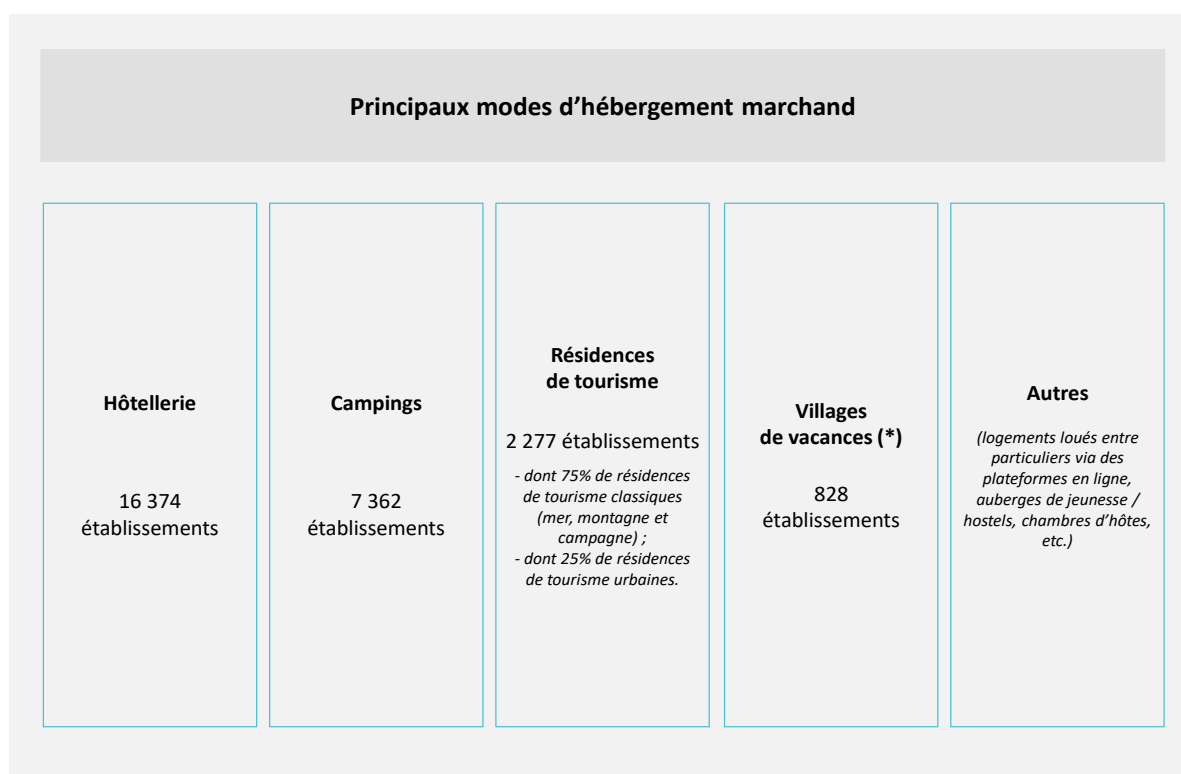 Principaux modes d’hébergement marchand
Hôtellerie
16 374
établissements
Campings
7 362
établissements
Résidences
de tourisme
2 277 établissements
- dont 75% de résidences
de tourisme classiques
(mer, montagne et
campagne) ;
- dont 25% de résidences
de tourisme urbaines.
Villages
de vacances (*)
828
établissements
Autres
(logements loués entre
particuliers via des
plateformes en ligne,
auberges de jeunesse /
hostels, chambres d’hôtes,
etc.)